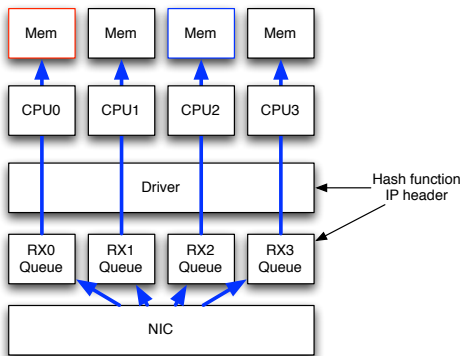 Mem
Mem
Mem
Mem
CPU0
CPU1
CPU2
CPU3
Driver
Hash function
IP header
RX0
Queue
RX1
Queue
RX2
Queue
RX3
Queue
NIC